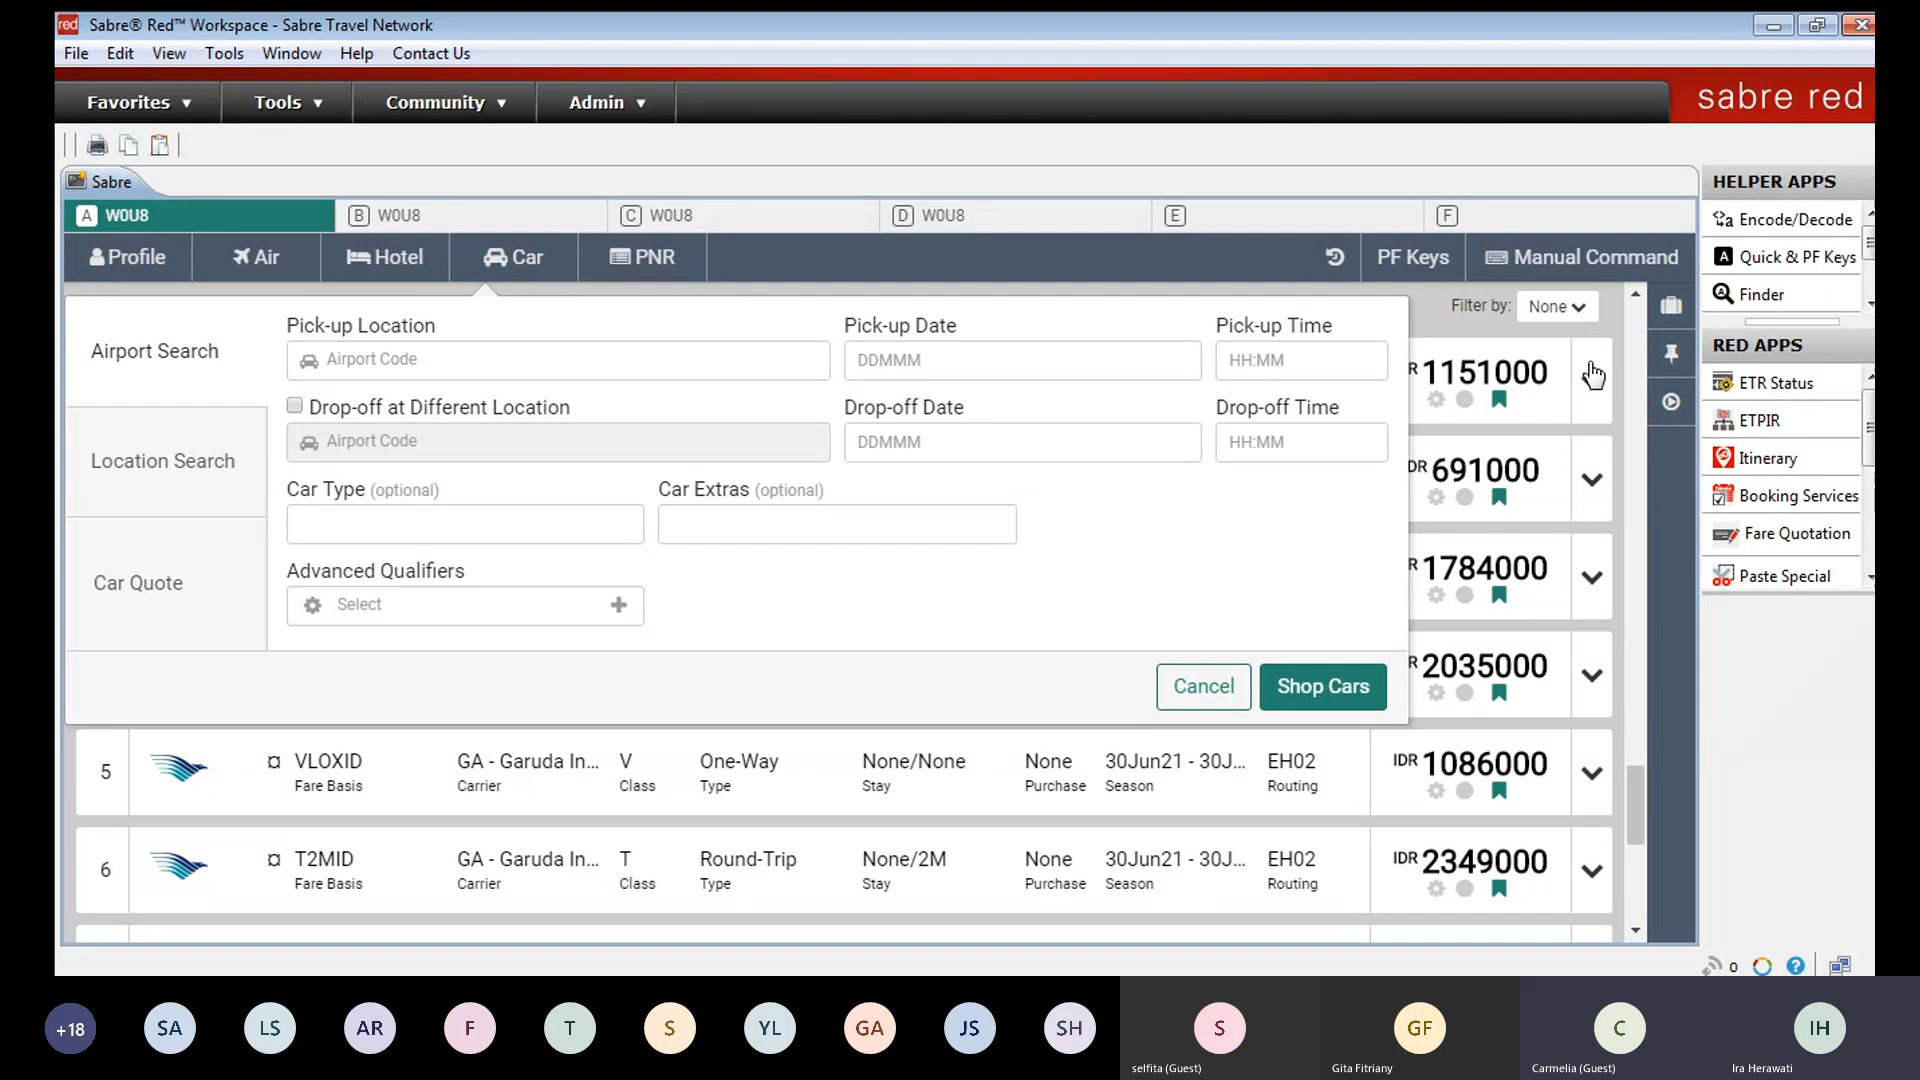 red Sabre® Red™ Workspace - Sabre Travel Network
File Edit View Tools Window Help Contact Us
Favorites Tools Community Admin
sabre red
Sabre
A W0U8 B W0U8 C W0U8 D W0U8 E F
Profile Air Hotel Car PNR PF Keys Manual Command
Filter by: None
Airport Search
Location Search
Car Quote
Pick-up Location Pick-up Date Pick-up Time
Airport Code DDMMM HH:MM
Drop-off at Different Location Drop-off Date Drop-off Time
Airport Code DDMMM HH:MM
Car Type (optional) Car Extras (optional)
Advanced Qualifiers
Select
Cancel Shop Cars
R 1151000
DR 691000
R 1784000
R 2035000
5 ¤ VLOXID GA - Garuda In... V One-Way None/None None 30Jun21 - 30J... EH02 IDR 1086000
Fare Basis Carrier Class Type Stay Purchase Season Routing
6 ¤ T2MID GA - Garuda In... T Round-Trip None/2M None 30Jun21 - 30J... EH02 IDR 2349000
Fare Basis Carrier Class Type Stay Purchase Season Routing
HELPER APPS
Encode/Decode
A Quick & PF Keys
Finder
RED APPS
ETR Status
ETPIR
Itinerary
Booking Services
Fare Quotation
Paste Special
0
+18 SA LS AR F T S YL GA JS SH S GF C IH
selfita (Guest) Gita Fitriany Carmelia (Guest) Ira Herawati